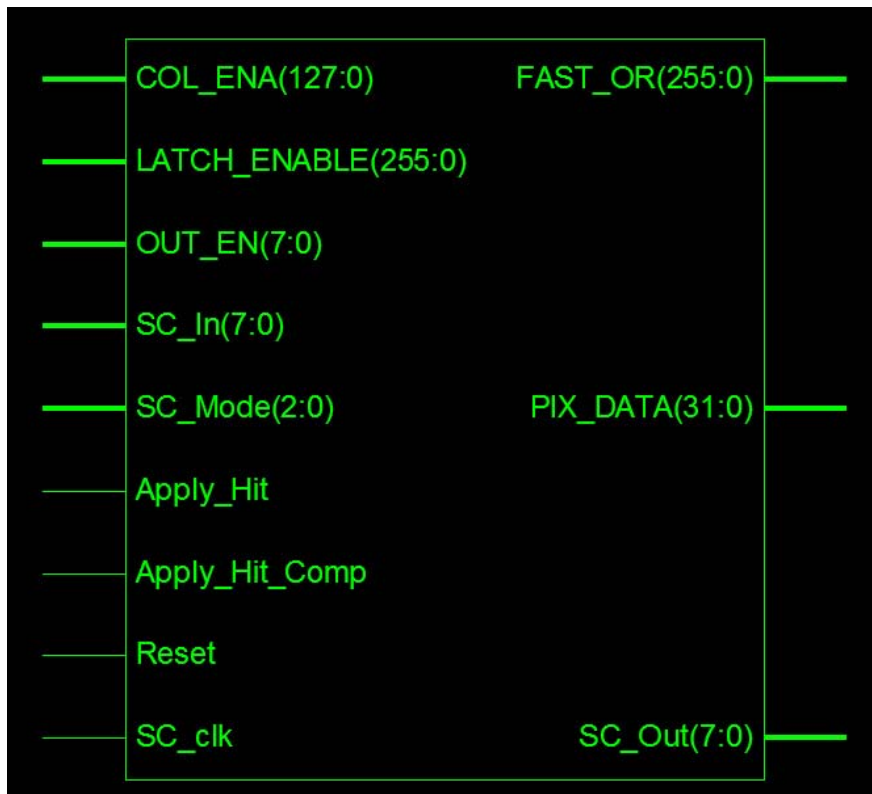 COL_ENA(127:0) FAST_OR(255:0)
LATCH_ENABLE(255:0)
OUT_EN(7:0)
SC_In(7:0)
SC_Mode(2:0) PIX_DATA(31:0)
Apply_Hit
Apply_Hit_Comp
Reset
SC_clk SC_Out(7:0)